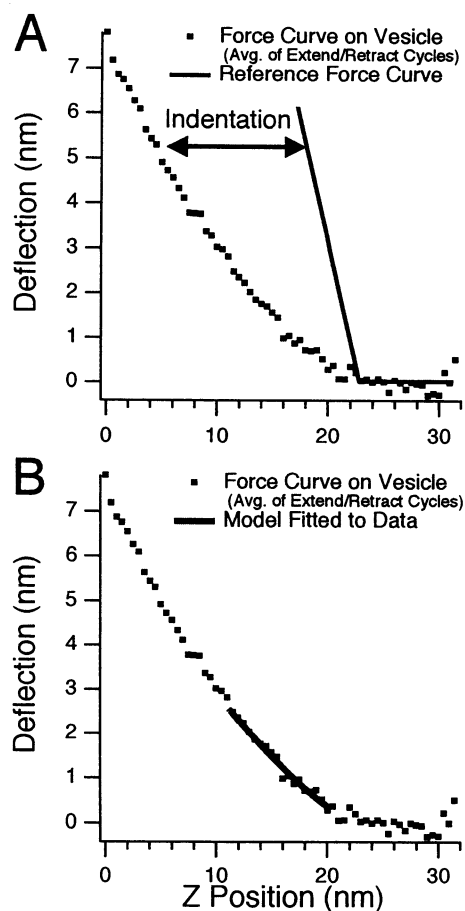 A
Force Curve on Vesicle
(Avg. of Extend/Retract Cycles)
Reference Force Curve
Indentation
Deflection (nm)
7
6
5
4
3
2
1
0
0 10 20 30
B
Force Curve on Vesicle
(Avg. of Extend/Retract Cycles)
Model Fitted to Data
Deflection (nm)
7
6
5
4
3
2
1
0
0 10 20 30
Z Position (nm)